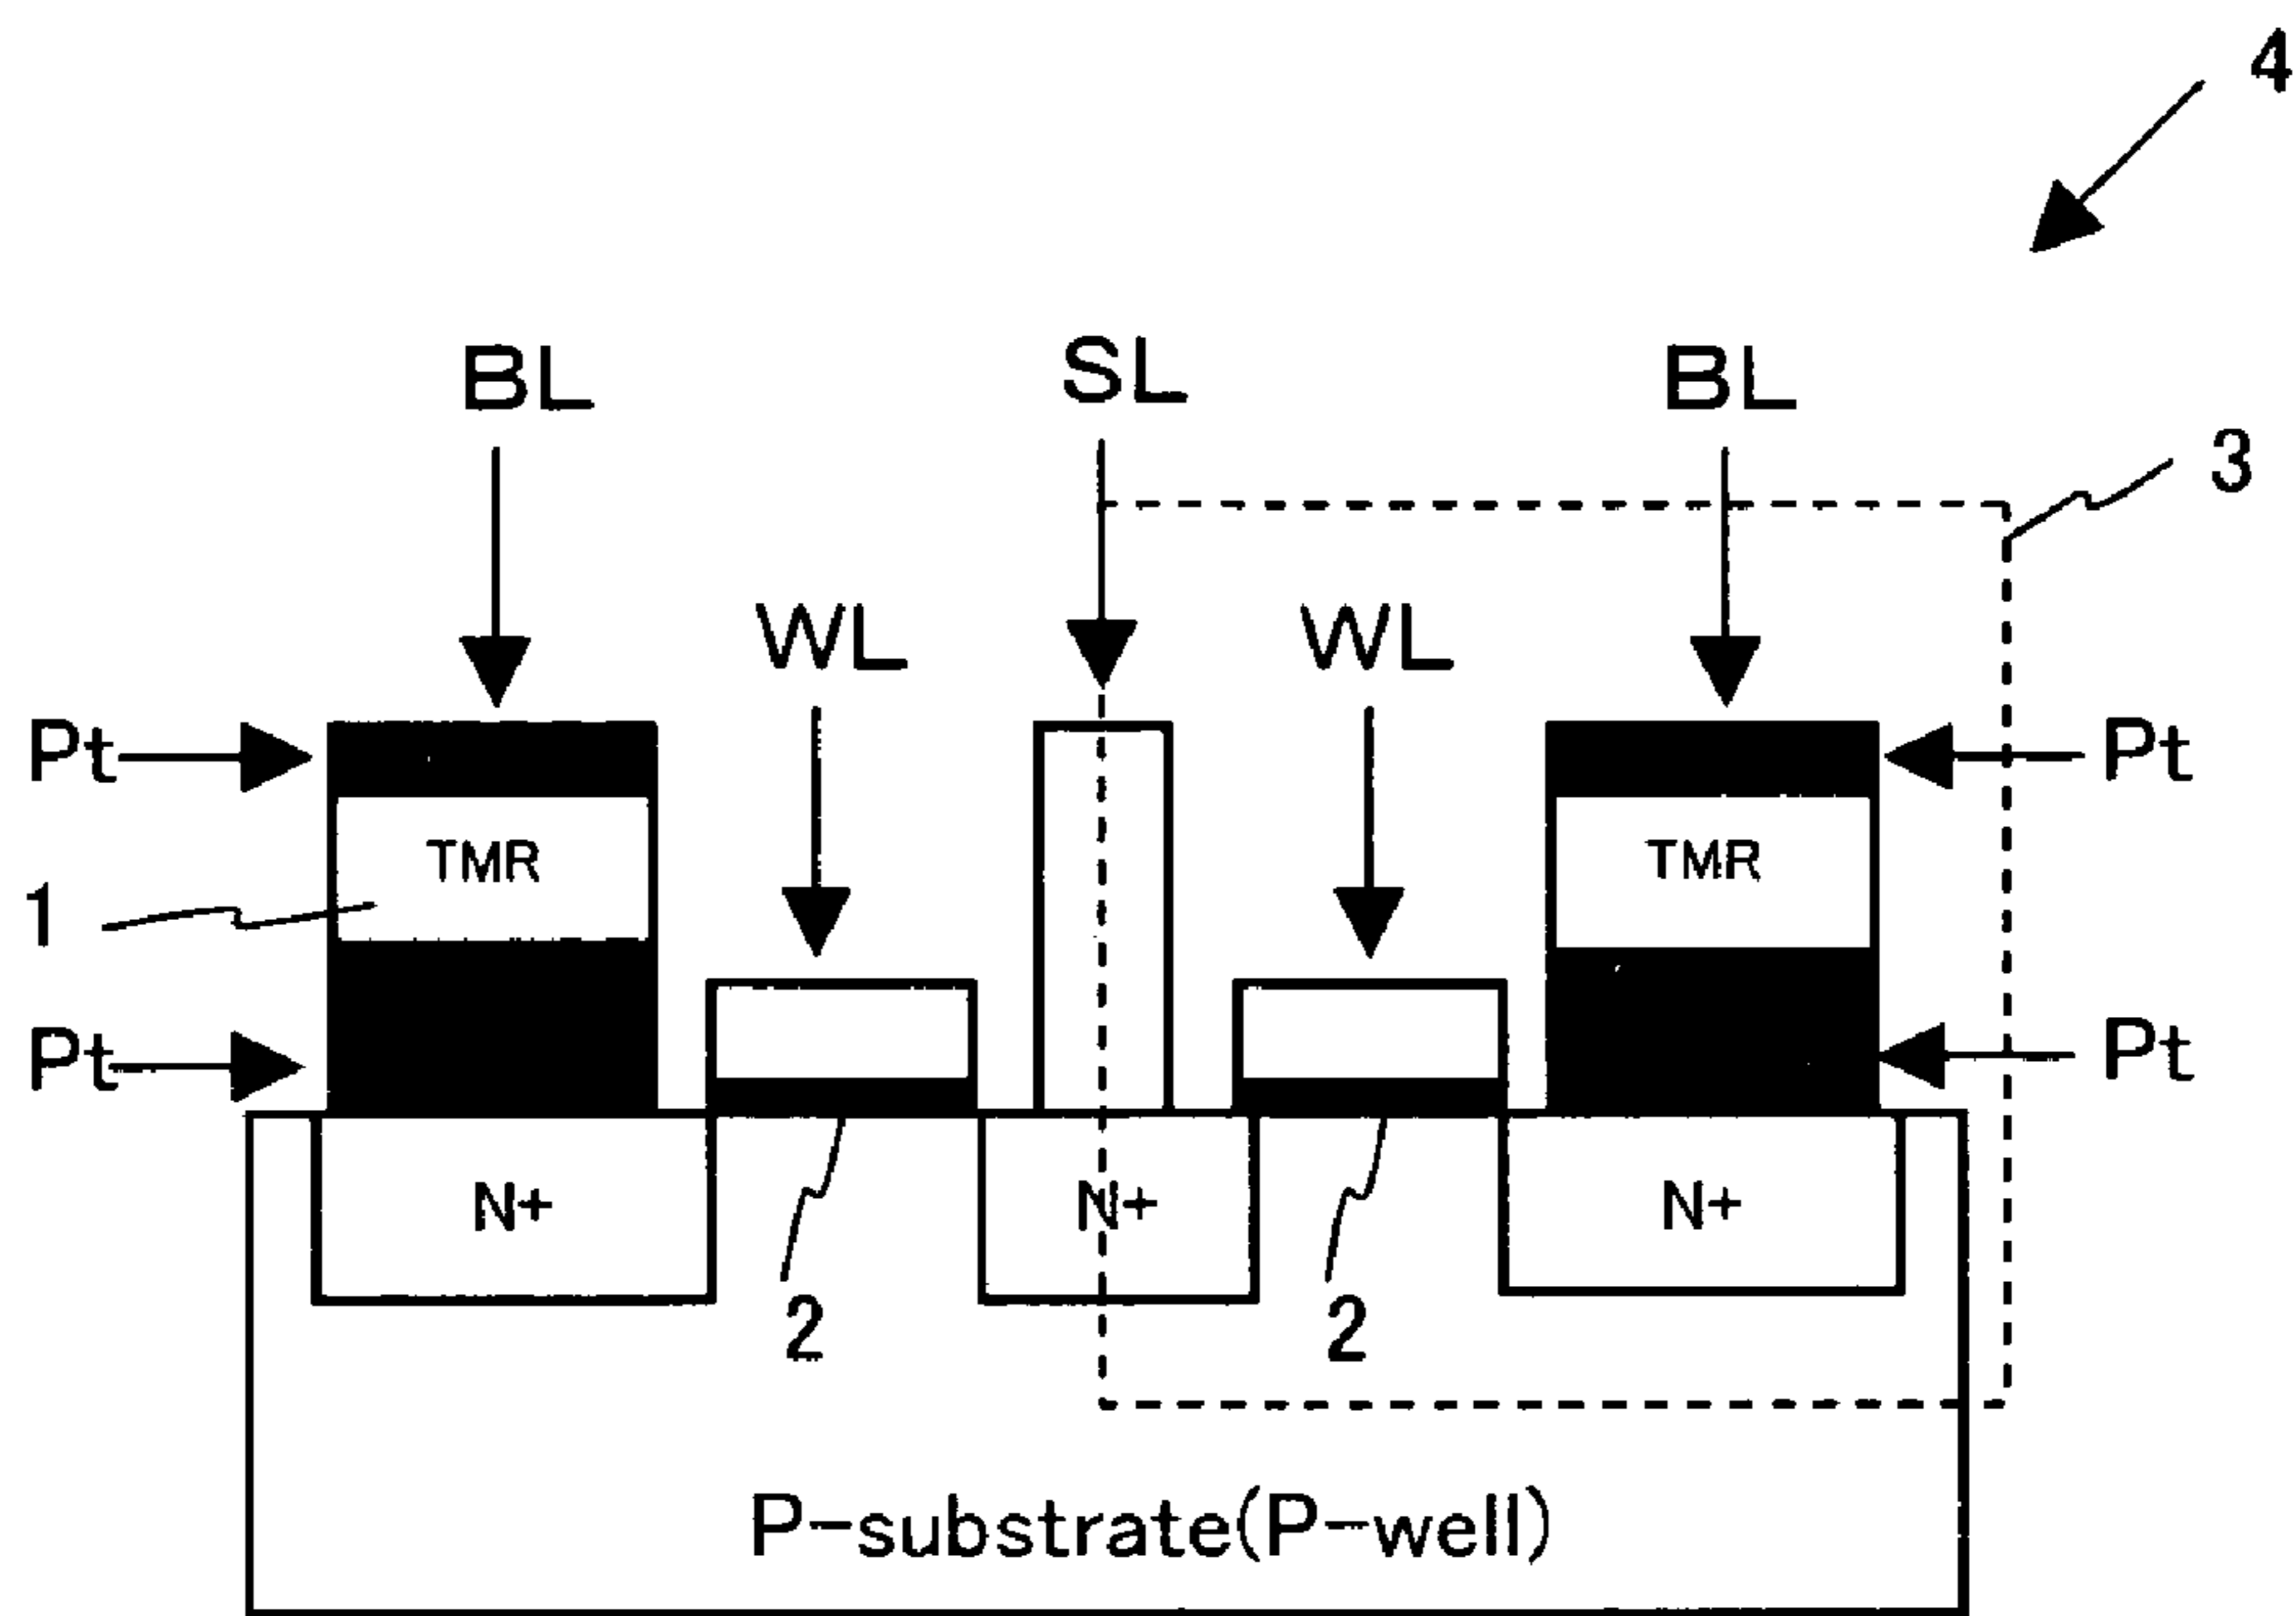 4
BL SL BL
3
WL WL
Pt Pt
TMR TMR
1
Pt Pt
N+ N+ N+
2 2
P-substrate(P-well)